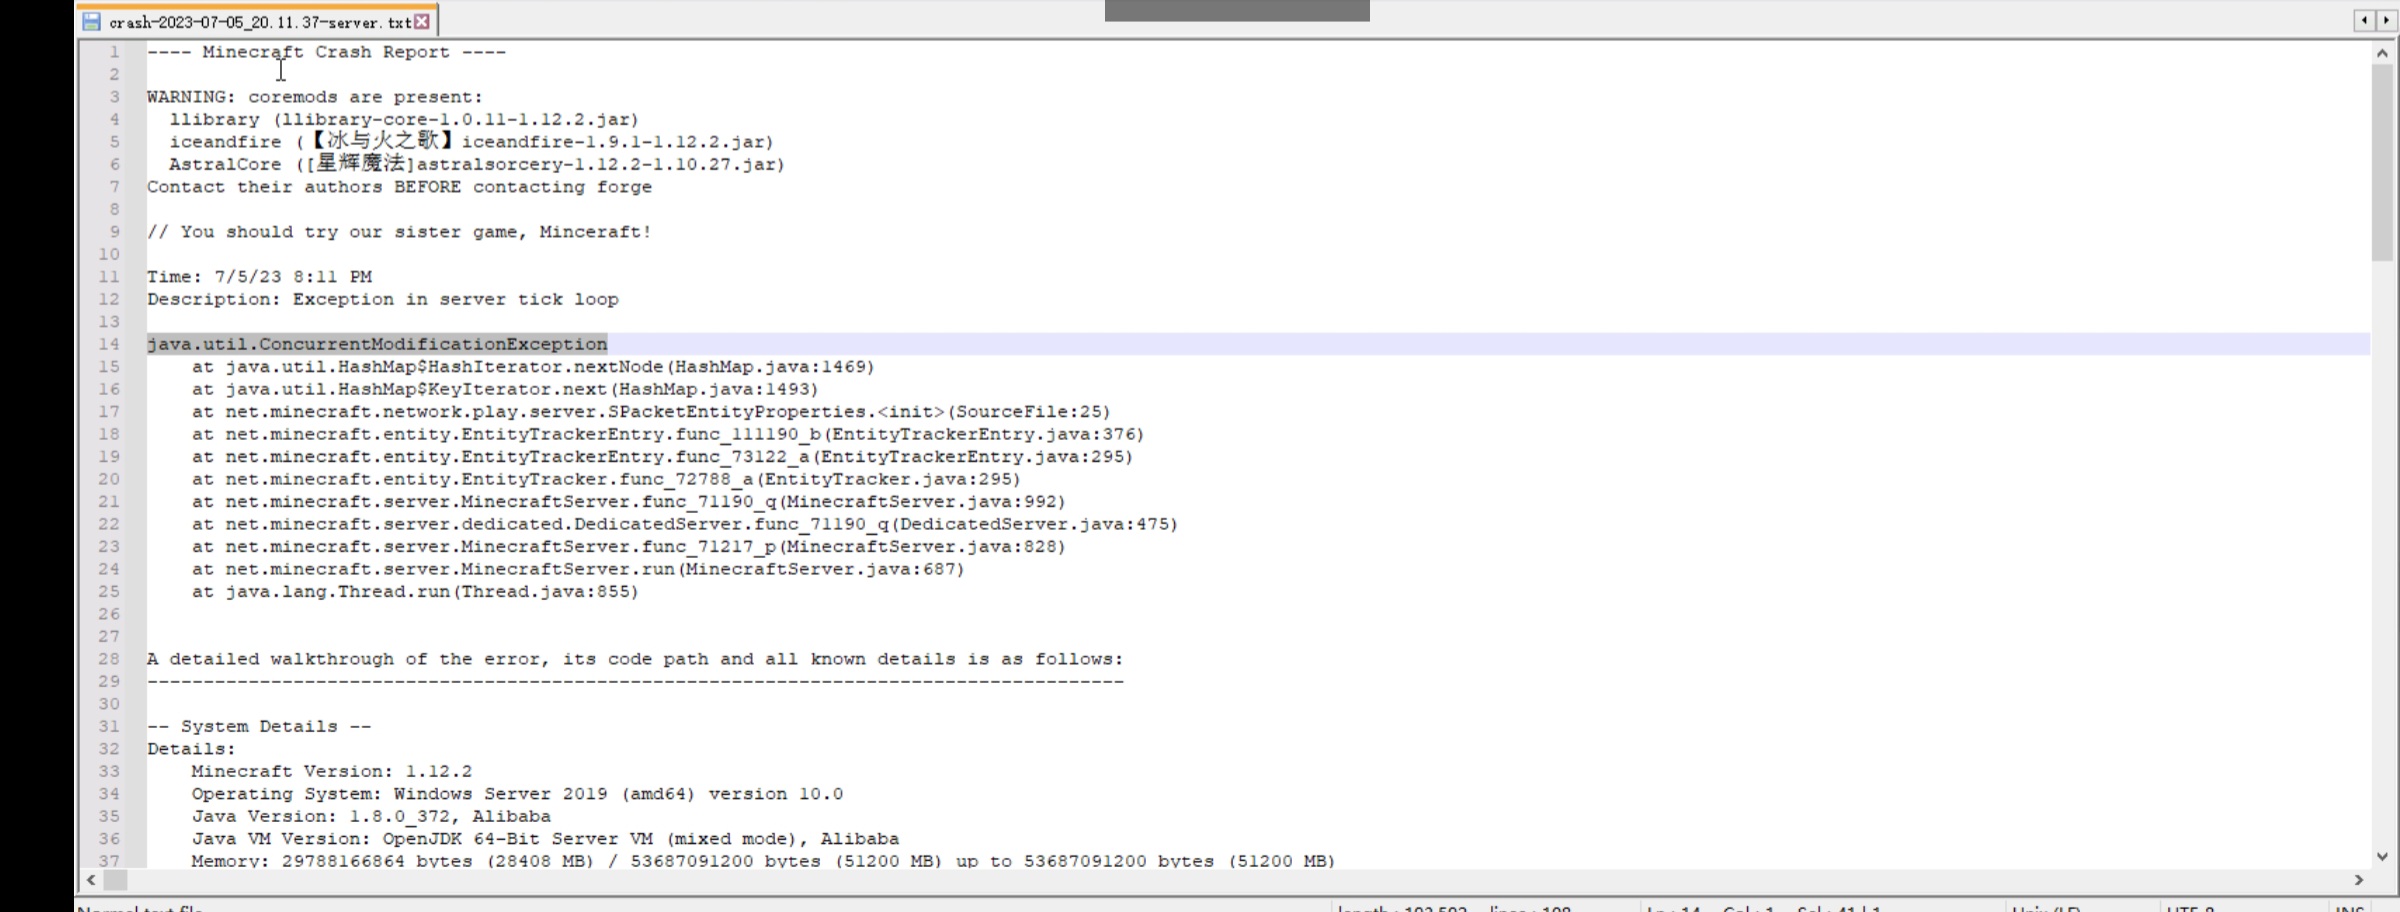 crash-2023-07-05_20.11.37-server.txt
1 ---- Minecraft Crash Report ----
2
3 WARNING: coremods are present:
4 llibrary (llibrary-core-1.0.11-1.12.2.jar)
5 iceandfire (【冰与火之歌】iceandfire-1.9.1-1.12.2.jar)
6 AstralCore ([星辉魔法]astralsorcery-1.12.2-1.10.27.jar)
7 Contact their authors BEFORE contacting forge
8
9 // You should try our sister game, Minceraft!
10
11 Time: 7/5/23 8:11 PM
12 Description: Exception in server tick loop
13
14 java.util.ConcurrentModificationException
15 at java.util.HashMap$HashIterator.nextNode(HashMap.java:1469)
16 at java.util.HashMap$KeyIterator.next(HashMap.java:1493)
17 at net.minecraft.network.play.server.SPacketEntityProperties.<init>(SourceFile:25)
18 at net.minecraft.entity.EntityTrackerEntry.func_111190_b(EntityTrackerEntry.java:376)
19 at net.minecraft.entity.EntityTrackerEntry.func_73122_a(EntityTrackerEntry.java:295)
20 at net.minecraft.entity.EntityTracker.func_72788_a(EntityTracker.java:295)
21 at net.minecraft.server.MinecraftServer.func_71190_q(MinecraftServer.java:992)
22 at net.minecraft.server.dedicated.DedicatedServer.func_71190_q(DedicatedServer.java:475)
23 at net.minecraft.server.MinecraftServer.func_71217_p(MinecraftServer.java:828)
24 at net.minecraft.server.MinecraftServer.run(MinecraftServer.java:687)
25 at java.lang.Thread.run(Thread.java:855)
26
27
28 A detailed walkthrough of the error, its code path and all known details is as follows:
29 ---------------------------------------------------------------------------------------
30
31 -- System Details --
32 Details:
33 Minecraft Version: 1.12.2
34 Operating System: Windows Server 2019 (amd64) version 10.0
35 Java Version: 1.8.0_372, Alibaba
36 Java VM Version: OpenJDK 64-Bit Server VM (mixed mode), Alibaba
37 Memory: 29788166864 bytes (28408 MB) / 53687091200 bytes (51200 MB) up to 53687091200 bytes (51200 MB)